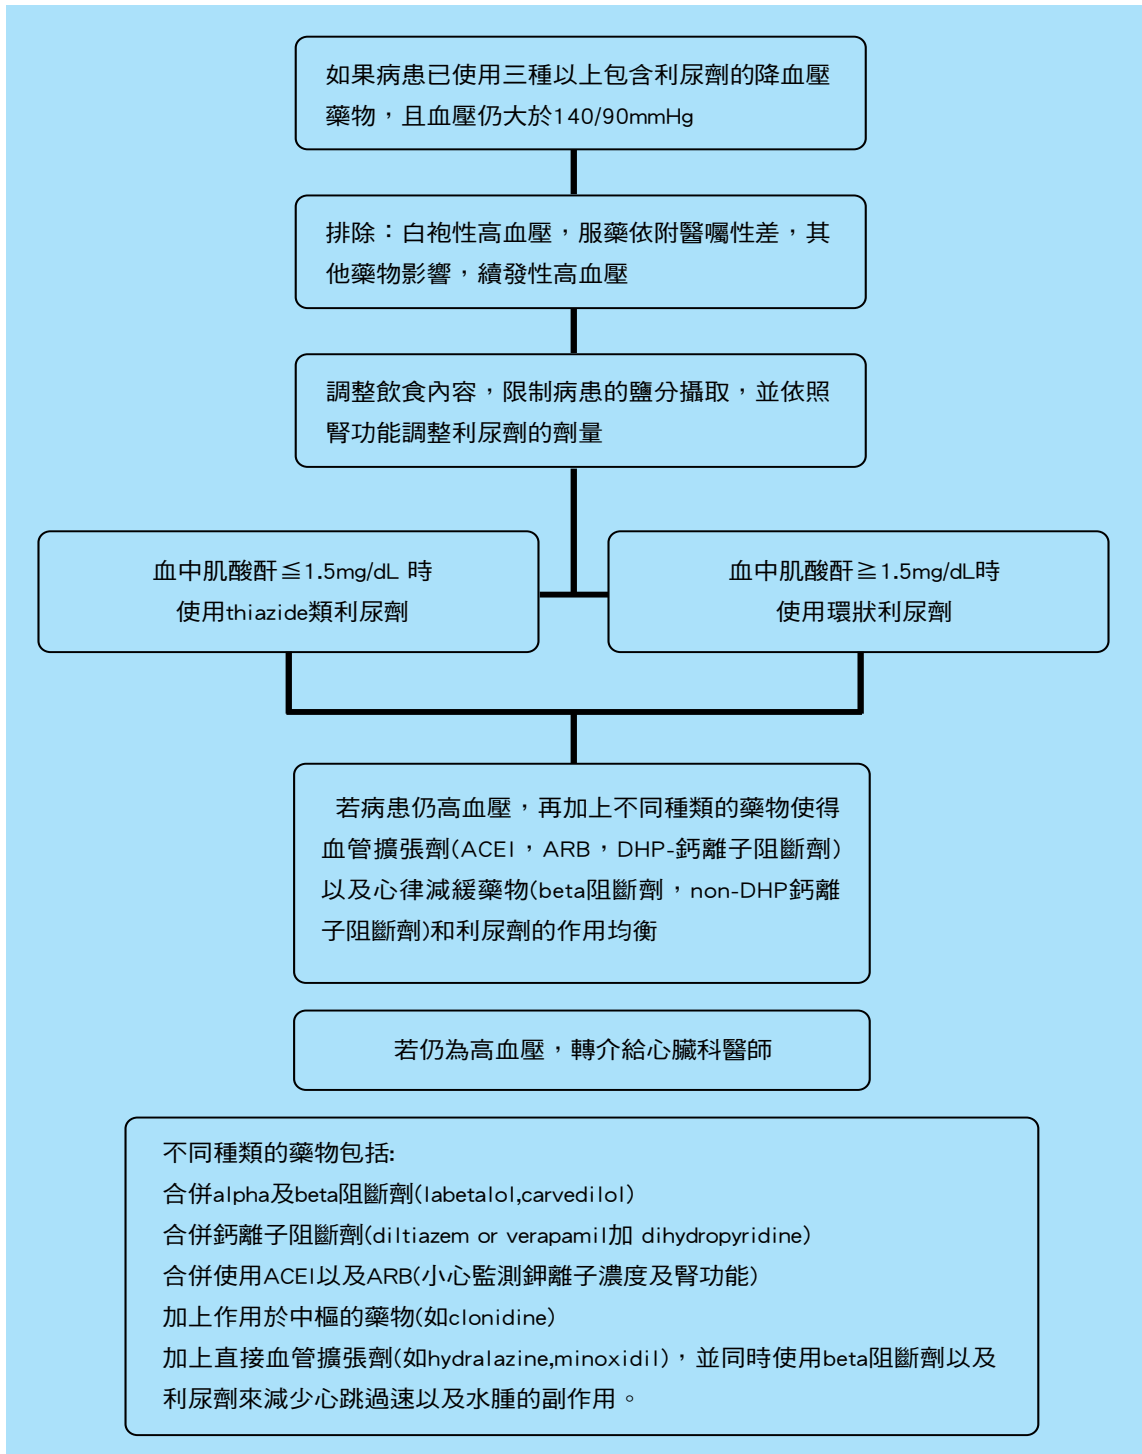 如果病患已使用三種以上包含利尿劑的降血壓
藥物，且血壓仍大於140/90mmHg
排除：白袍性高血壓，服藥依附醫囑性差，其
他藥物影響，續發性高血壓
調整飲食內容，限制病患的鹽分攝取，並依照
腎功能調整利尿劑的劑量
血中肌酸酐≦1.5mg/dL 時
使用thiazide類利尿劑
血中肌酸酐≧1.5mg/dL時
使用環狀利尿劑
若病患仍高血壓，再加上不同種類的藥物使得
血管擴張劑(ACEI，ARB，DHP-鈣離子阻斷劑)
以及心律減緩藥物(beta阻斷劑，non-DHP鈣離
子阻斷劑)和利尿劑的作用均衡
若仍為高血壓，轉介給心臟科醫師
不同種類的藥物包括:
合併alpha及beta阻斷劑(labetalol,carvedilol)
合併鈣離子阻斷劑(diltiazem or verapamil加 dihydropyridine)
合併使用ACEI以及ARB(小心監測鉀離子濃度及腎功能)
加上作用於中樞的藥物(如clonidine)
加上直接血管擴張劑(如hydralazine,minoxidil)，並同時使用beta阻斷劑以及
利尿劑來減少心跳過速以及水腫的副作用。